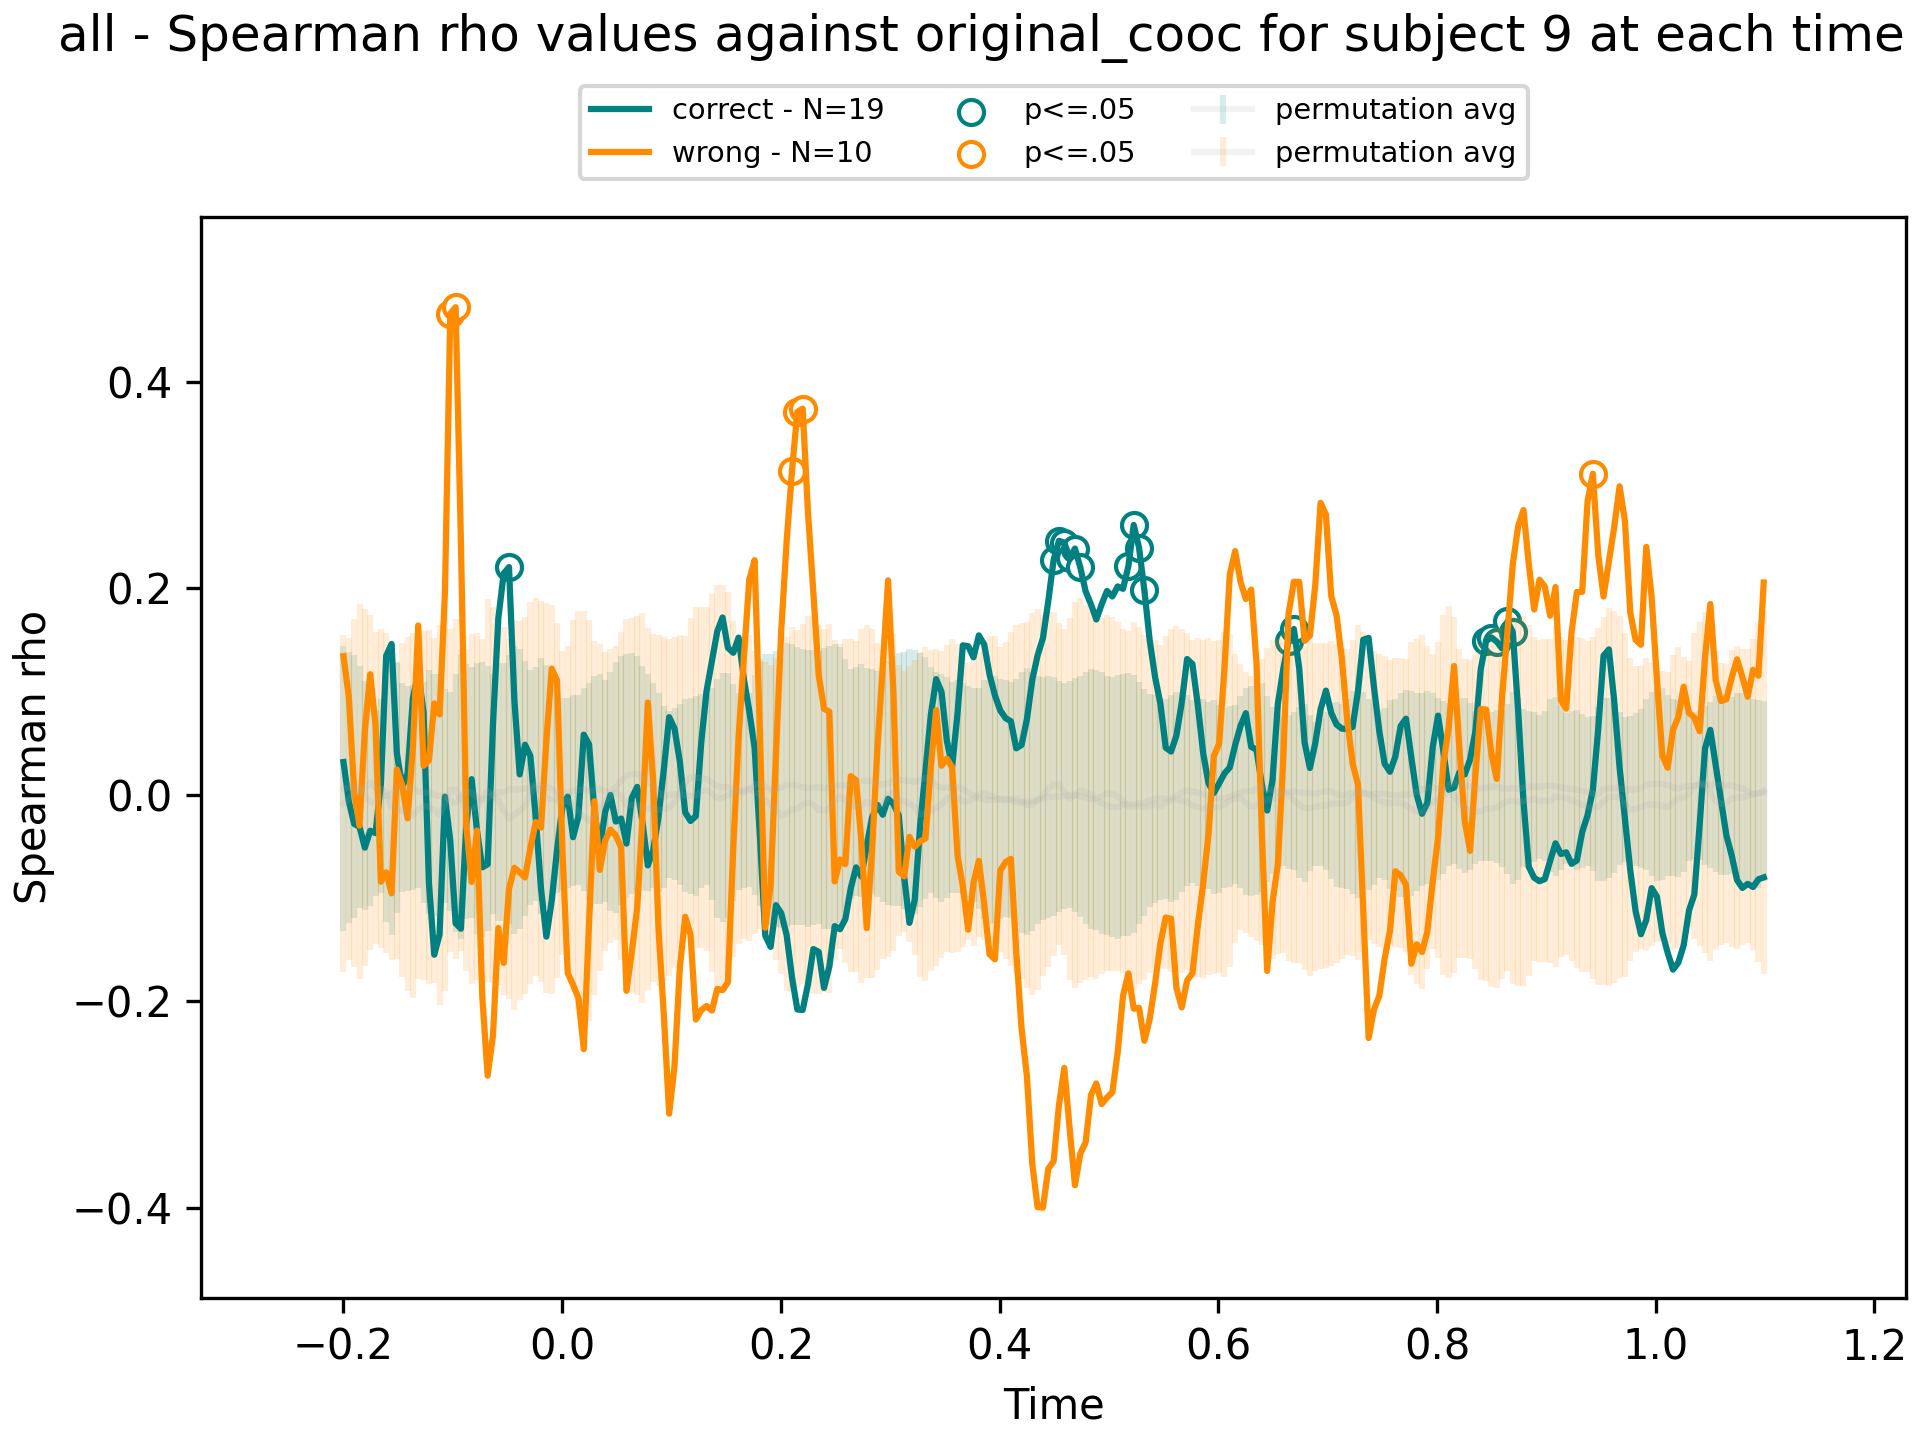 all - Spearman rho values against original_cooc for subject 9 at each time
correct - N=19
p<=.05
permutation avg
wrong - N=10
p<=.05
permutation avg
Spearman rho
0.4
0.2
0.0
−0.2
−0.4
−0.2
0.0
0.2
0.4
0.6
0.8
1.0
1.2
Time